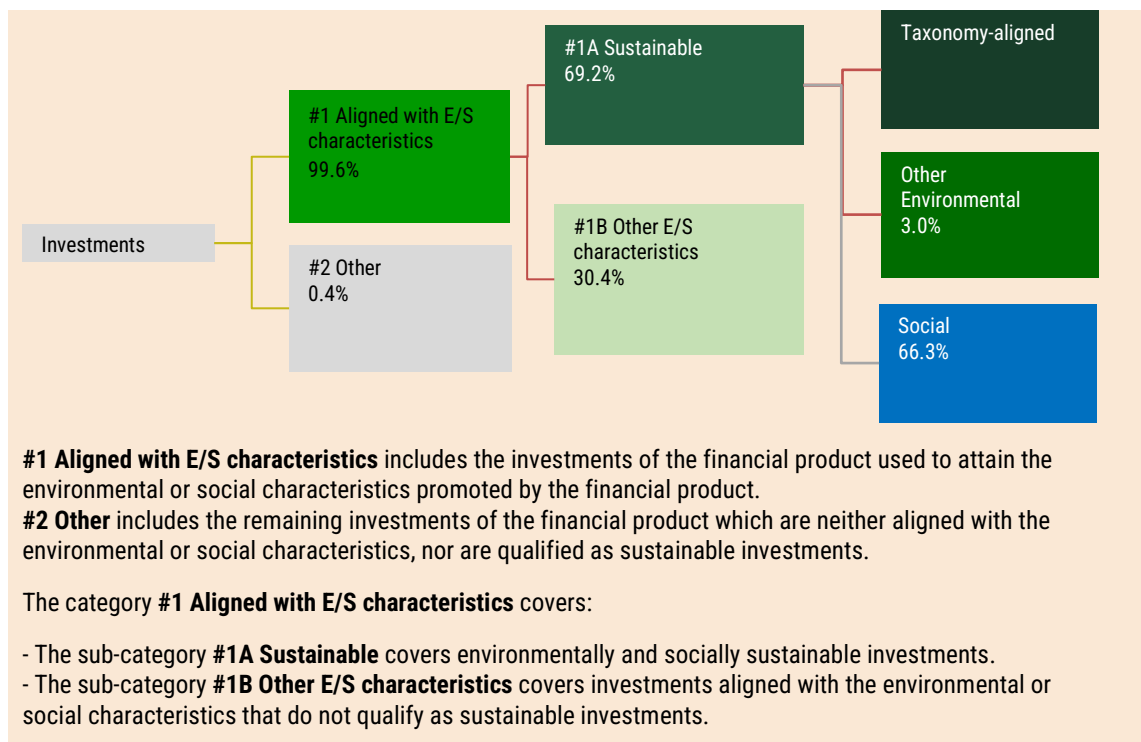 Investments
#1 Aligned with E/S
characteristics
99.6%
#2 Other
0.4%
#1A Sustainable
69.2%
#1B Other E/S
characteristics
30.4%
Taxonomy-aligned
Other
Environmental
3.0%
Social
66.3%
#1 Aligned with E/S characteristics includes the investments of the financial product used to attain the
environmental or social characteristics promoted by the financial product.
#2 Other includes the remaining investments of the financial product which are neither aligned with the
environmental or social characteristics, nor are qualified as sustainable investments.
The category #1 Aligned with E/S characteristics covers:
- The sub-category #1A Sustainable covers environmentally and socially sustainable investments.
- The sub-category #1B Other E/S characteristics covers investments aligned with the environmental or
social characteristics that do not qualify as sustainable investments.